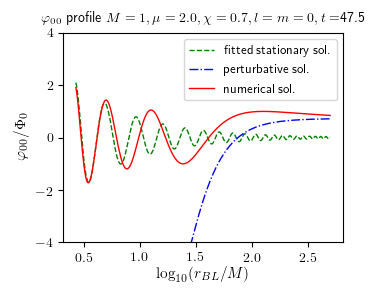 φ₀₀ profile M = 1, μ = 2.0, χ = 0.7, l = m = 0, t =47.5
fitted stationary sol.
perturbative sol.
numerical sol.
φ₀₀/Φ₀
4
2
0
−2
−4
0.5 1.0 1.5 2.0 2.5
log₁₀(r_BL/M)